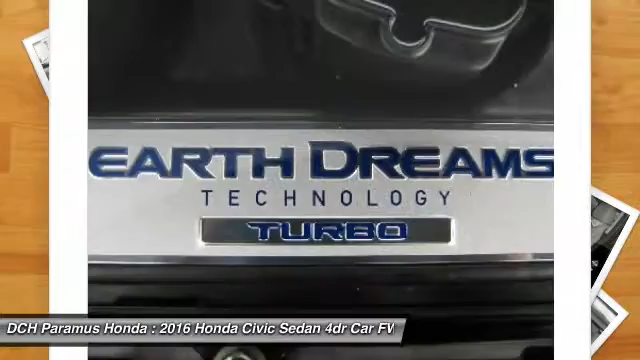 EARTH DREAMS
TECHNOLOGY
TURBO
DCH Paramus Honda : 2016 Honda Civic Sedan 4dr Car FV